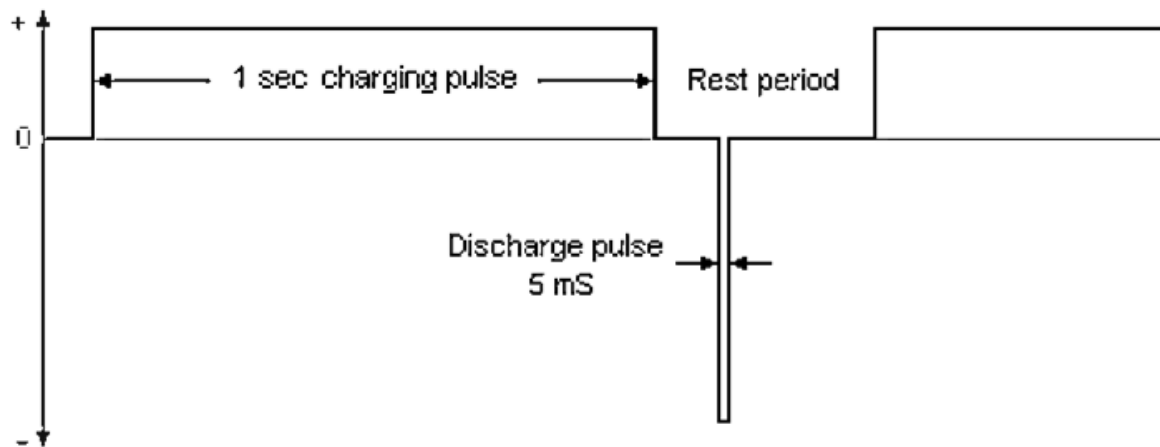 +
1 sec charging pulse
Rest period
0
Discharge pulse
5 mS
-